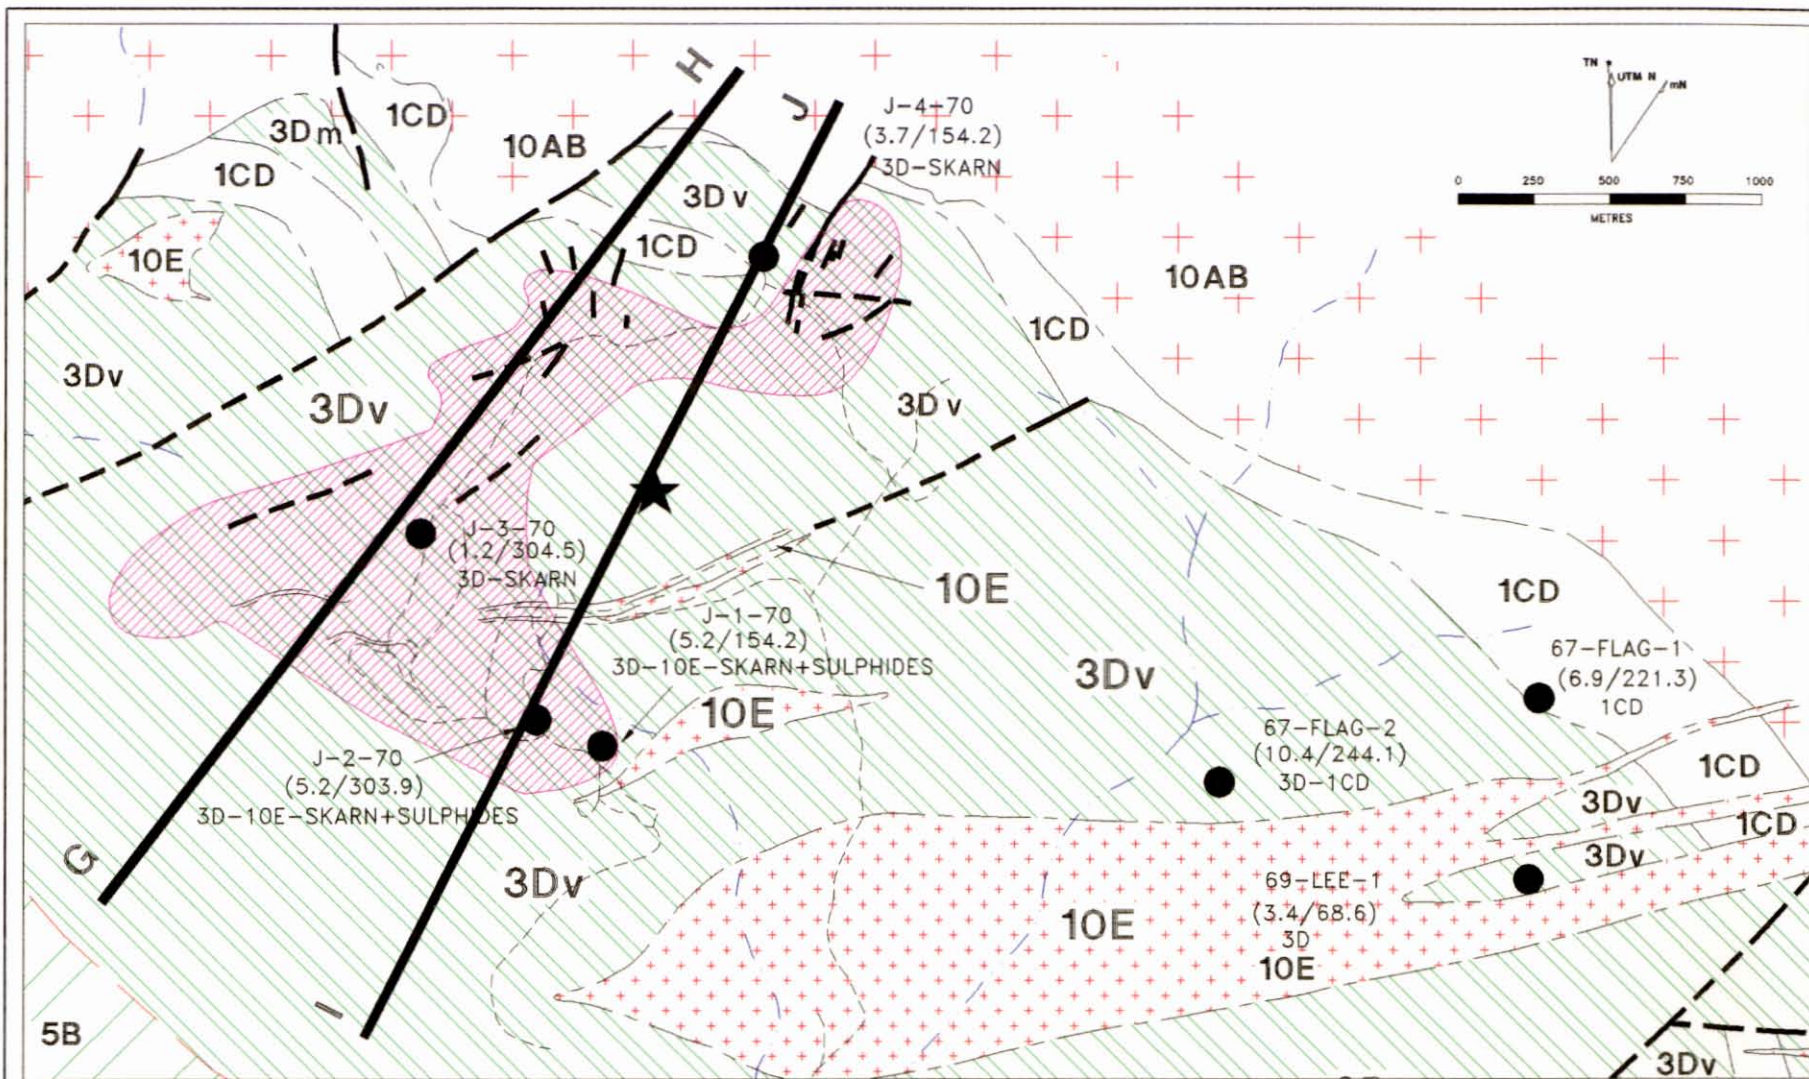 H
J
J-4-70
(3.7/154.2)
3D-SKARN
TN
UTM N
mN
0 250 500 750 1000
METRES
1CD
3Dm
10AB
1CD
3Dv
1CD
10E
10AB
1CD
3Dv
3Dv
3Dv
J-3-70
(1.2/304.5)
3D-SKARN
10E
1CD
J-1-70
(5.2/154.2)
3D-10E-SKARN+SULPHIDES
3Dv
67-FLAG-1
(6.9/221.3)
1CD
10E
67-FLAG-2
(10.4/244.1)
3D-1CD
J-2-70
(5.2/303.9)
3D-10E-SKARN+SULPHIDES
1CD
3Dv
1CD
3Dv
G
3Dv
69-LEE-1
(3.4/68.6)
3D
10E
10E
I
5B
3Dv